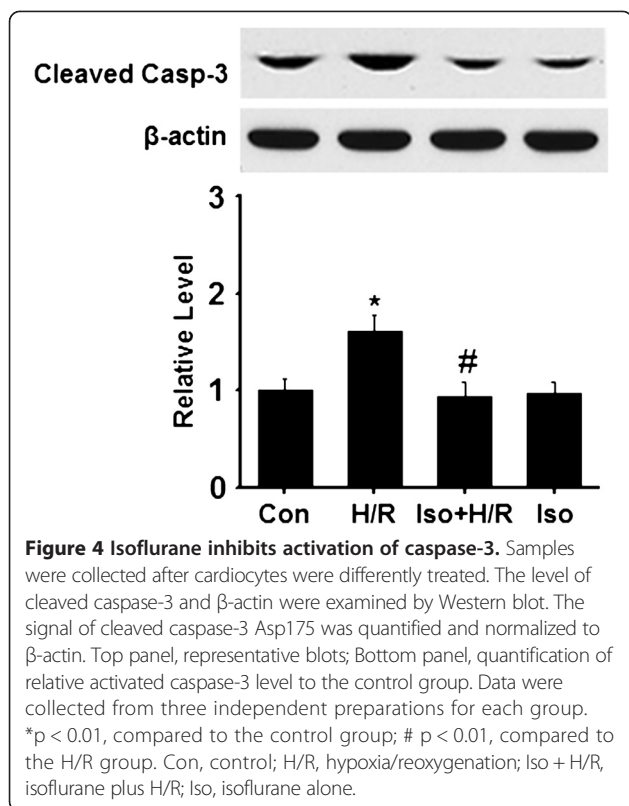 Cleaved Casp-3
β-actin
3
2
1
0
Relative Level
*
#
Con H/R Iso+H/R Iso
Figure 4 Isoflurane inhibits activation of caspase-3. Samples
were collected after cardiocytes were differently treated. The level of
cleaved caspase-3 and β-actin were examined by Western blot. The
signal of cleaved caspase-3 Asp175 was quantified and normalized to
β-actin. Top panel, representative blots; Bottom panel, quantification of
relative activated caspase-3 level to the control group. Data were
collected from three independent preparations for each group.
*p < 0.01, compared to the control group; # p < 0.01, compared to
the H/R group. Con, control; H/R, hypoxia/reoxygenation; Iso + H/R,
isoflurane plus H/R; Iso, isoflurane alone.